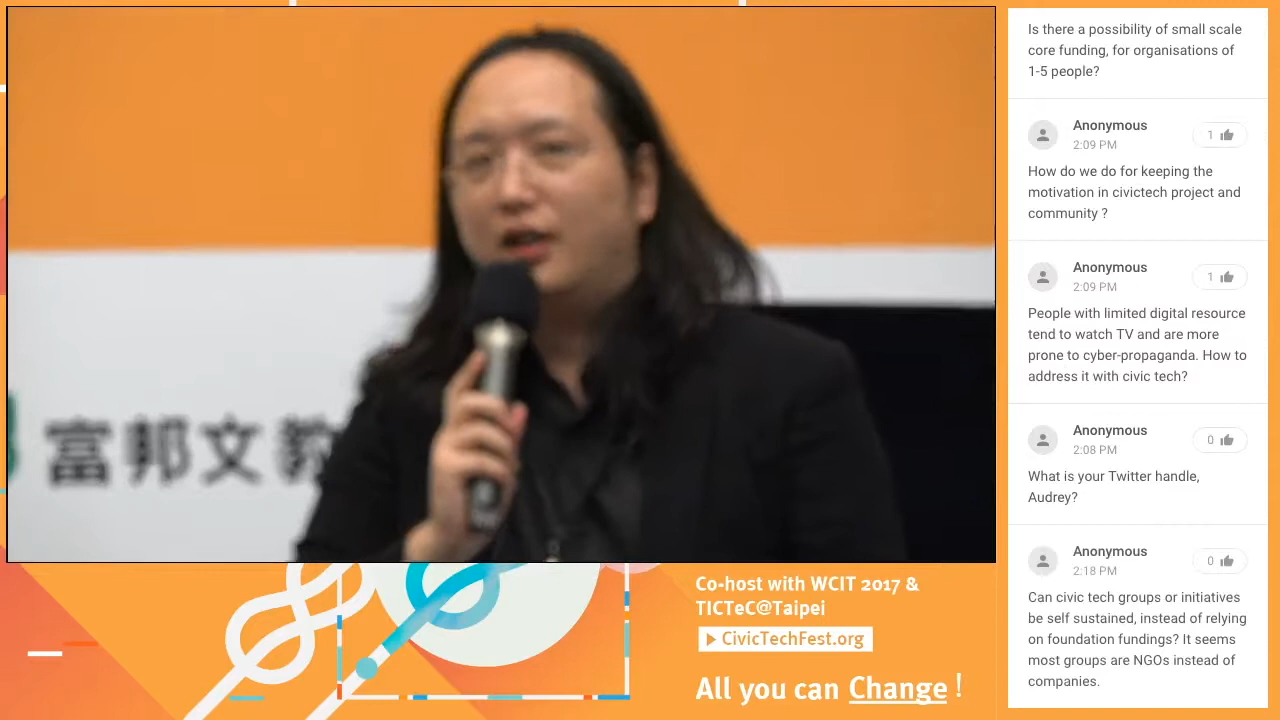 富邦文教
Co-host with WCIT 2017 &
TICTeC@Taipei
CivicTechFest.org
All you can Change !
Is there a possibility of small scale
core funding, for organisations of
1-5 people?
Anonymous
1
2:09 PM
How do we do for keeping the
motivation in civictech project and
community ?
Anonymous
1
2:09 PM
People with limited digital resource
tend to watch TV and are more
prone to cyber-propaganda. How to
address it with civic tech?
Anonymous
0
2:08 PM
What is your Twitter handle,
Audrey?
Anonymous
0
2:18 PM
Can civic tech groups or initiatives
be self sustained, instead of relying
on foundation fundings? It seems
most groups are NGOs instead of
companies.